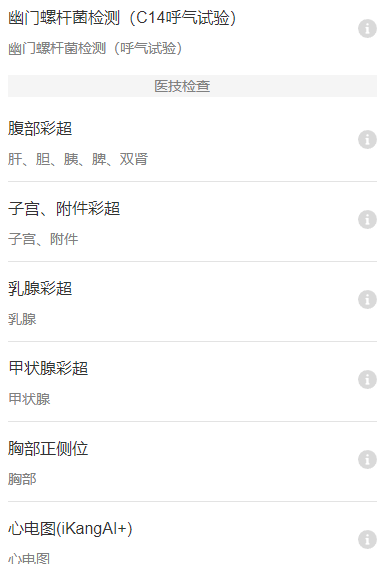 幽门螺杆菌检测（C14呼气试验）
幽门螺杆菌检测（呼气试验）
医技检查
腹部彩超
肝、胆、胰、脾、双肾
子宫、附件彩超
子宫、附件
乳腺彩超
乳腺
甲状腺彩超
甲状腺
胸部正侧位
胸部
心电图(iKangAI+)
心电图